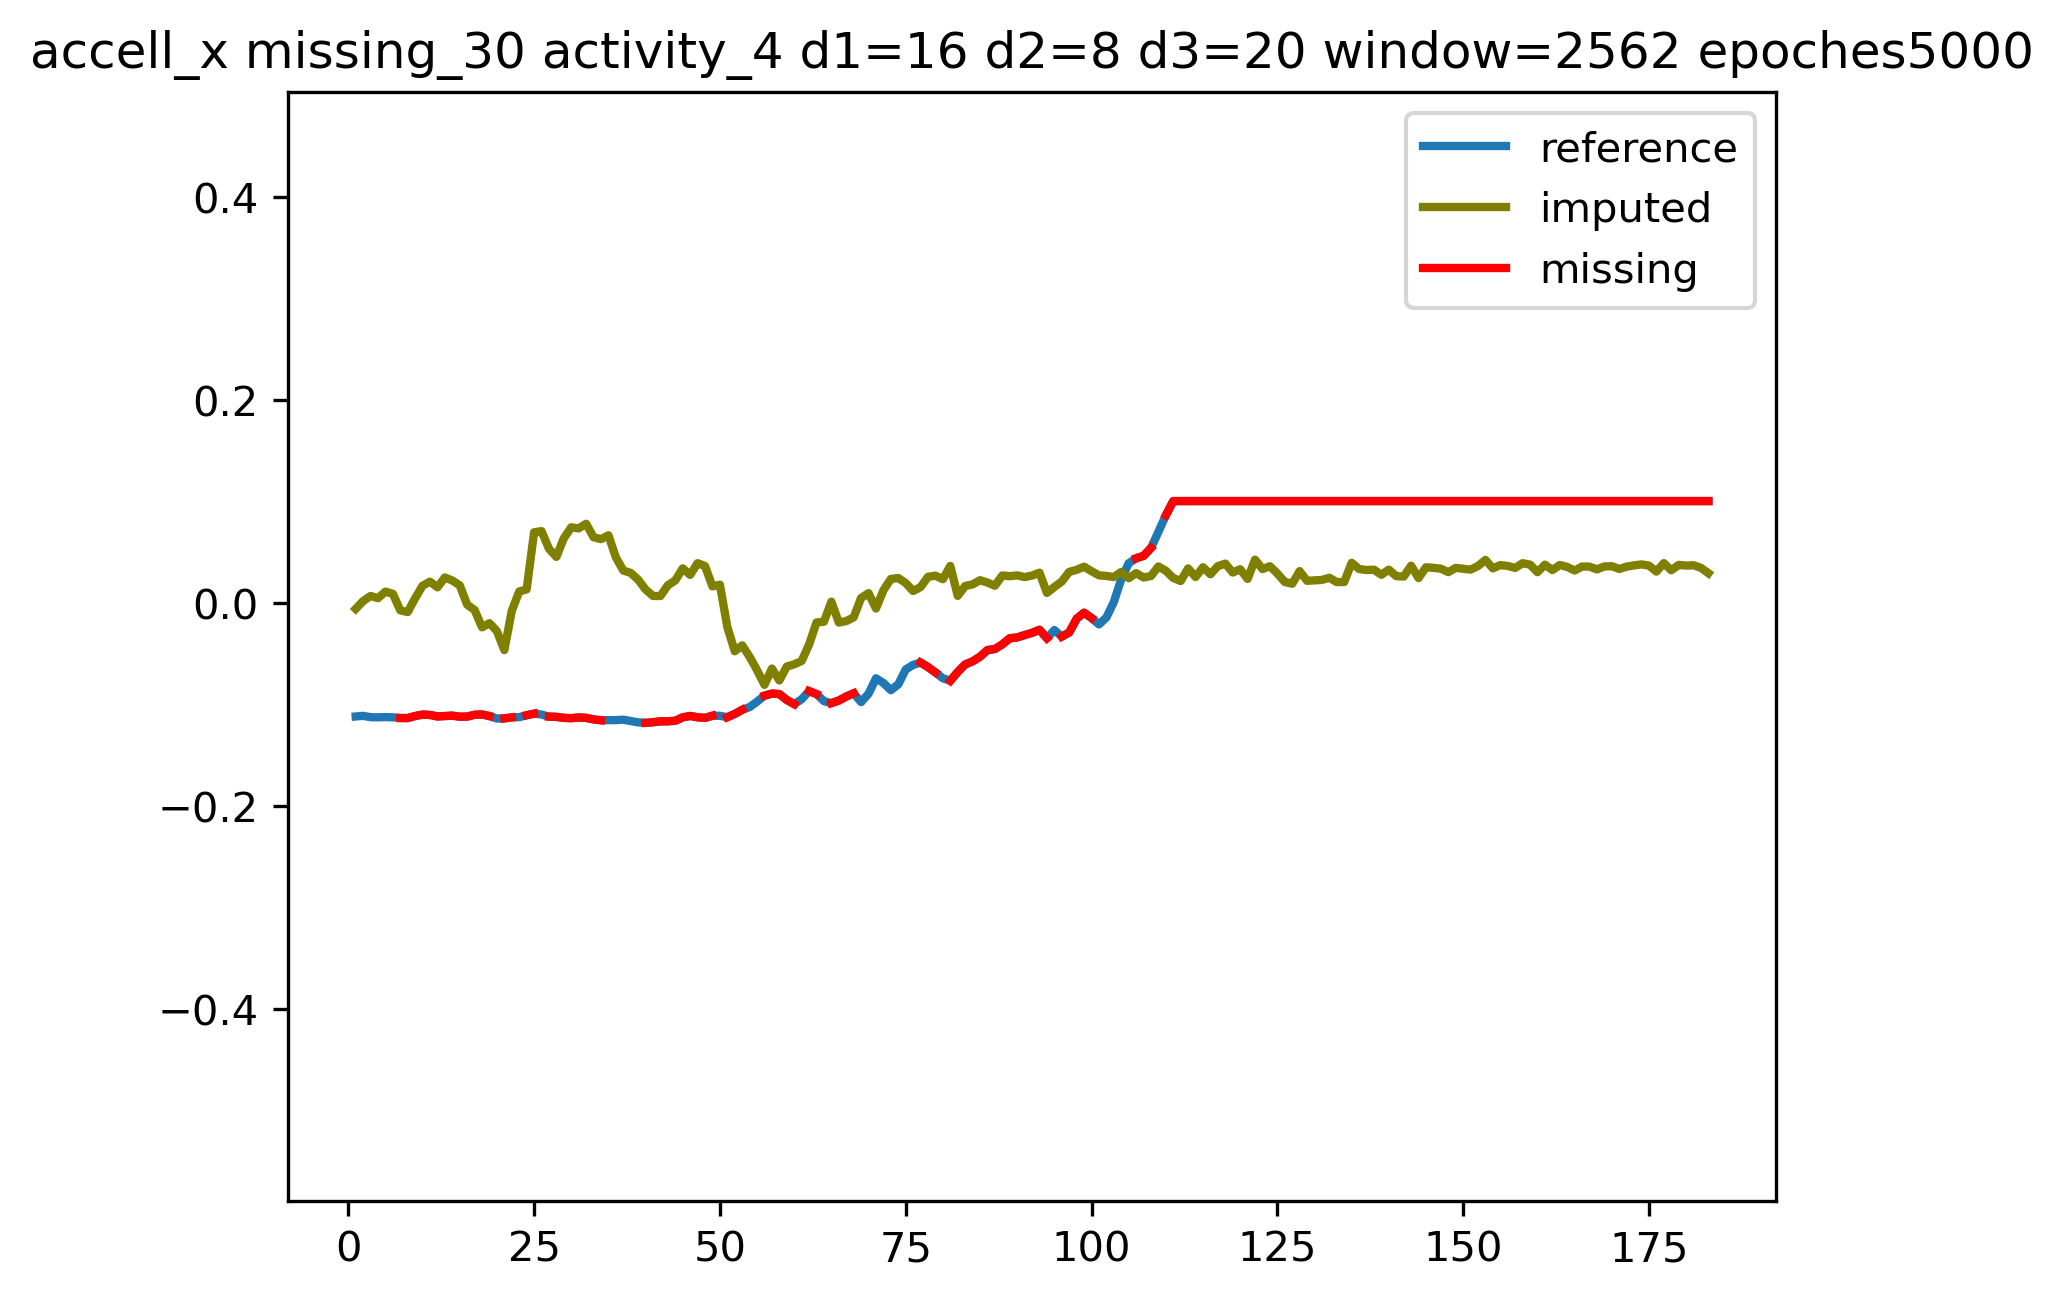 accell_x missing_30 activity_4 d1=16 d2=8 d3=20 window=2562 epoches5000
reference
imputed
missing
0.4
0.2
0.0
−0.2
−0.4
0 25 50 75 100 125 150 175